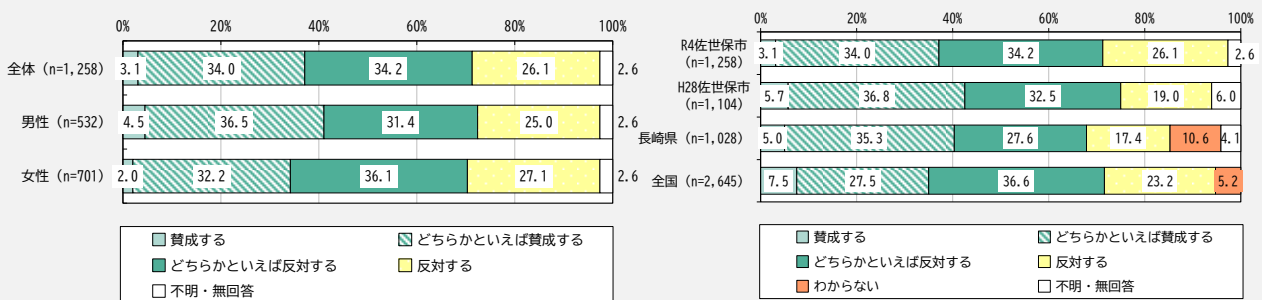 0% 20% 40% 60% 80% 100%
全体（n=1,258） 3.1 34.0 34.2 26.1 2.6
男性（n=532） 4.5 36.5 31.4 25.0 2.6
女性（n=701） 2.0 32.2 36.1 27.1 2.6
賛成する どちらかといえば賛成する
どちらかといえば反対する 反対する
不明・無回答
0% 20% 40% 60% 80% 100%
R4佐世保市
（n=1,258） 3.1 34.0 34.2 26.1 2.6
H28佐世保市
（n=1,104） 5.7 36.8 32.5 19.0 6.0
長崎県（n=1,028） 5.0 35.3 27.6 17.4 10.6 4.1
全国（n=2,645） 7.5 27.5 36.6 23.2 5.2
賛成する どちらかといえば賛成する
どちらかといえば反対する 反対する
わからない 不明・無回答